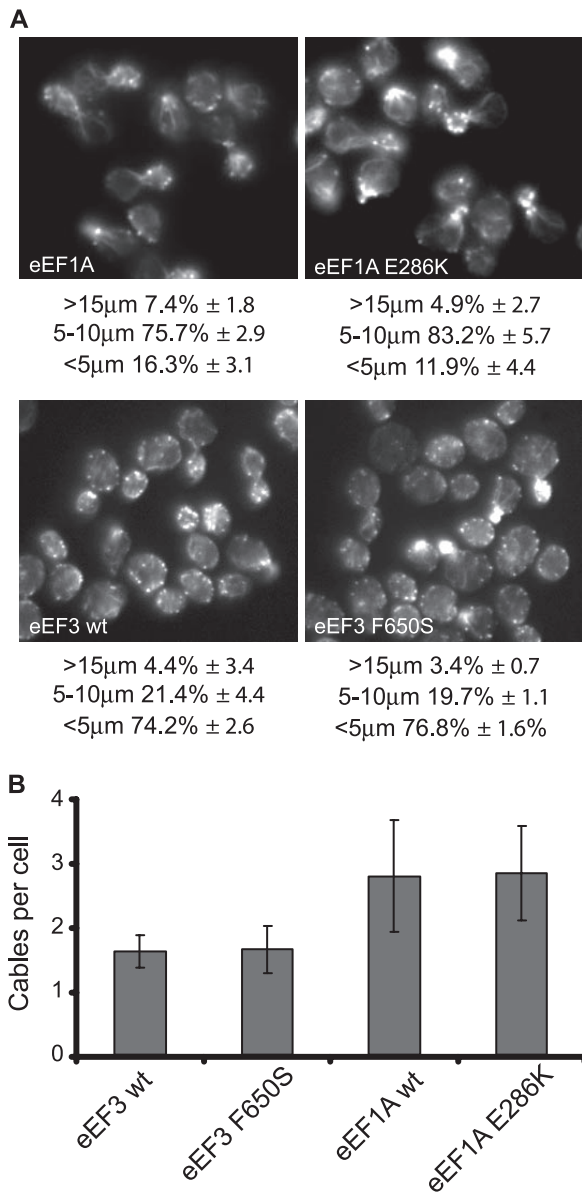 A
eEF1A
eEF1A E286K
>15μm 7.4% ± 1.8
5-10μm 75.7% ± 2.9
<5μm 16.3% ± 3.1
>15μm 4.9% ± 2.7
5-10μm 83.2% ± 5.7
<5μm 11.9% ± 4.4
eEF3 wt
eEF3 F650S
>15μm 4.4% ± 3.4
5-10μm 21.4% ± 4.4
<5μm 74.2% ± 2.6
>15μm 3.4% ± 0.7
5-10μm 19.7% ± 1.1
<5μm 76.8% ± 1.6%
B
Cables per cell
4
3
2
1
0
eEF3 wt
eEF3 F650S
eEF1A wt
eEF1A E286K